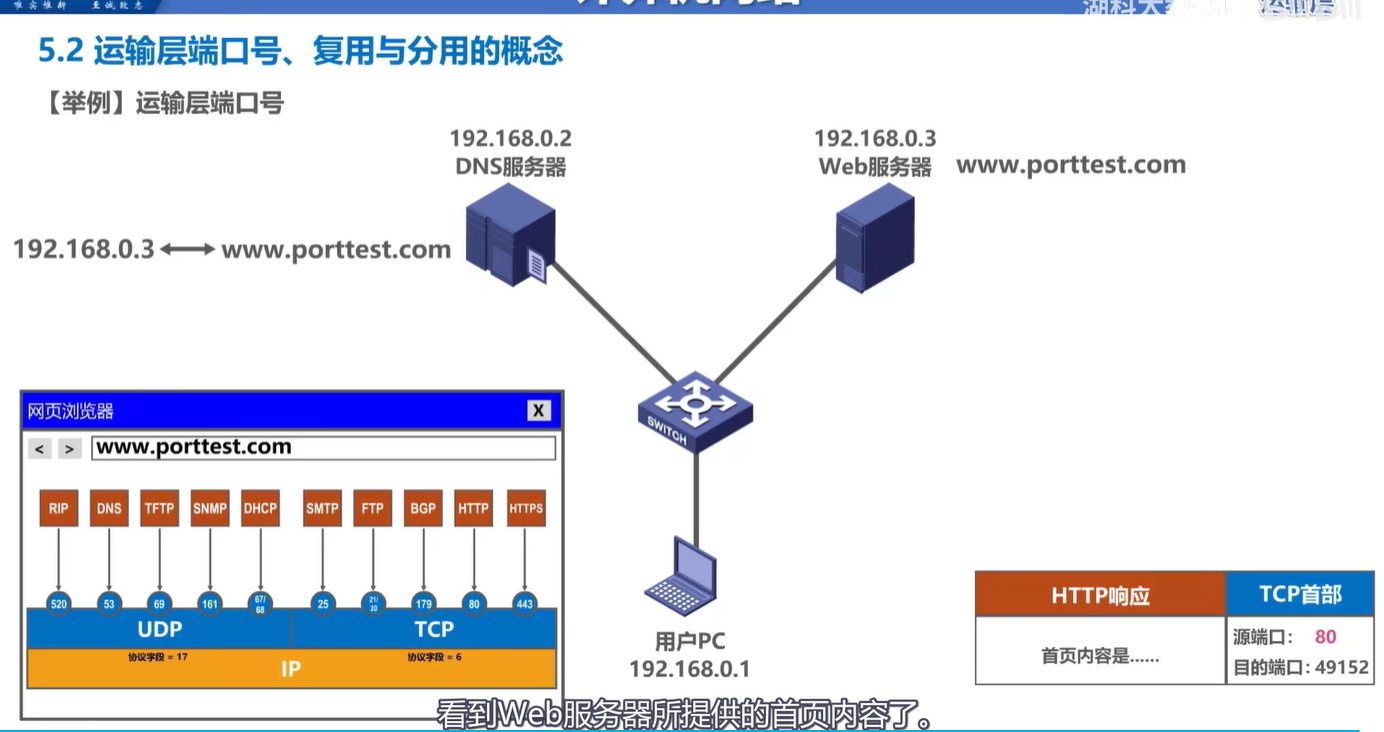 唯实惟新 至诚致志
5.2 运输层端口号、复用与分用的概念
【举例】运输层端口号
192.168.0.2
DNS服务器
192.168.0.3
Web服务器
www.porttest.com
192.168.0.3
www.porttest.com
网页浏览器
X
<
>
www.porttest.com
RIP
DNS
TFTP
SNMP
DHCP
SMTP
FTP
BGP
HTTP
HTTPS
520
53
69
161
67/
68
25
21/
20
179
80
443
UDP
TCP
协议字段 = 17
协议字段 = 6
IP
SWITCH
用户PC
192.168.0.1
HTTP响应
TCP首部
首页内容是......
源端口： 80
目的端口：49152
看到Web服务器所提供的首页内容了。